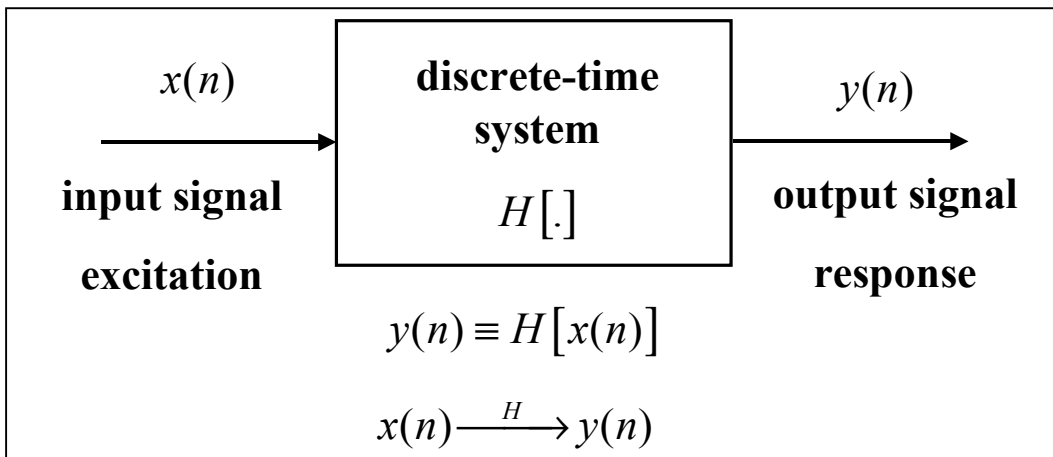 x(n)
input signal
excitation
discrete-time
system
H[.]
y(n)
output signal
response
y(n) ≡ H[x(n)]
x(n) —H→ y(n)